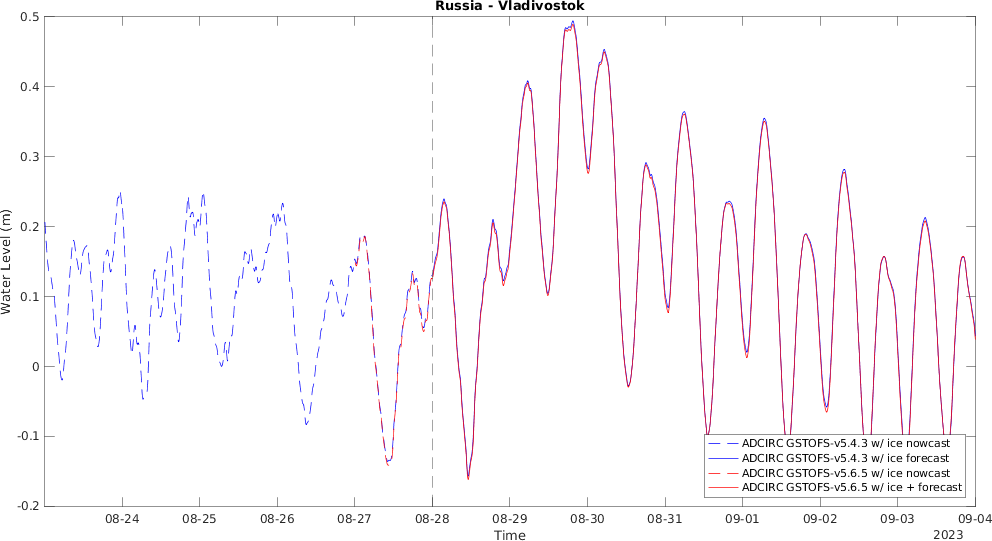 Russia - Vladivostok
0.5
0.4
0.3
0.2
0.1
0
-0.1
-0.2
Water Level (m)
ADCIRC GSTOFS-v5.4.3 w/ ice nowcast
ADCIRC GSTOFS-v5.4.3 w/ ice forecast
ADCIRC GSTOFS-v5.6.5 w/ ice nowcast
ADCIRC GSTOFS-v5.6.5 w/ ice + forecast
08-24 08-25 08-26 08-27 08-28 08-29 08-30 08-31 09-01 09-02 09-03 09-04
Time 2023